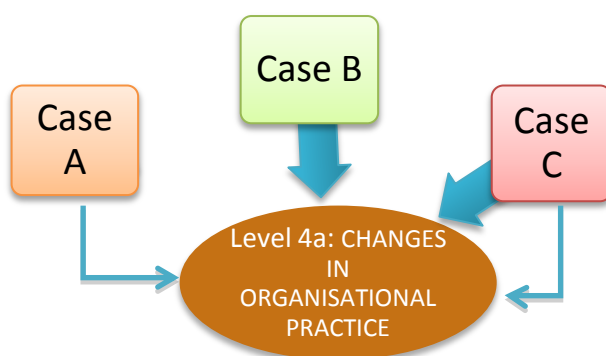 Case B
Case
A
Case
C
Level 4a: CHANGES
IN
ORGANISATIONAL
PRACTICE